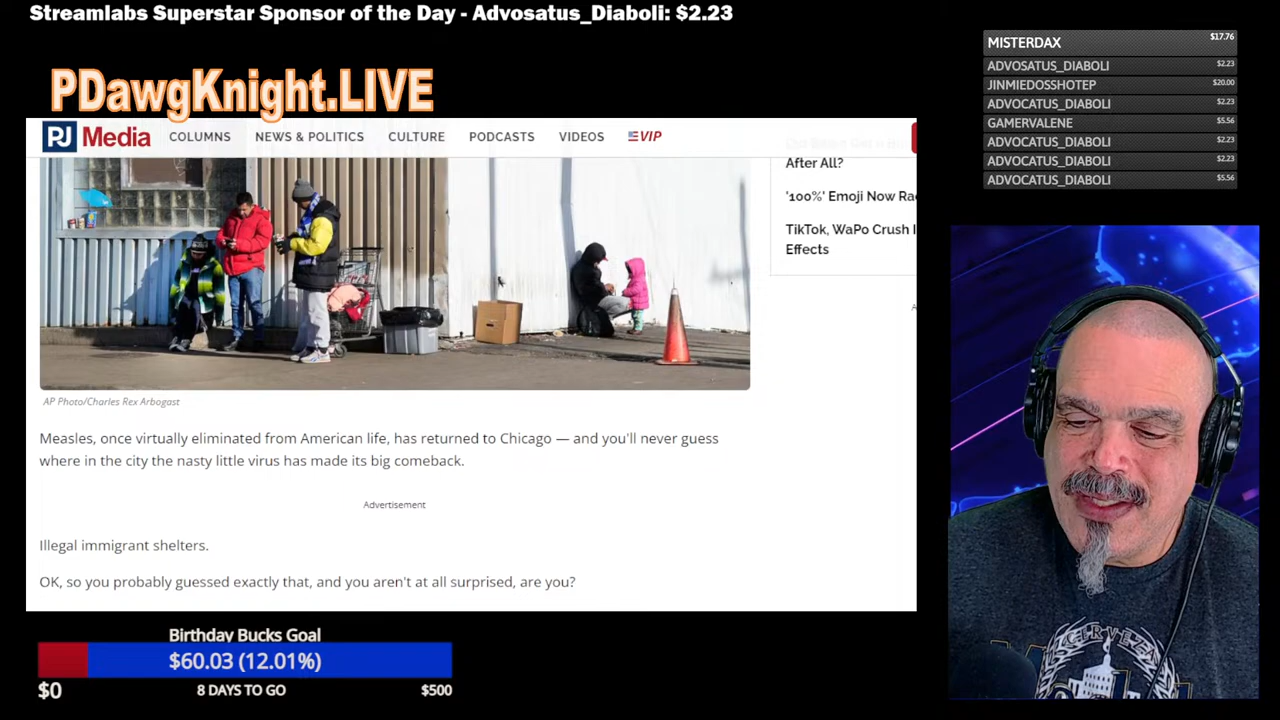 Streamlabs Superstar Sponsor of the Day - Advosatus_Diaboli: $2.23
PDawgKnight.LIVE
PJ Media COLUMNS NEWS & POLITICS CULTURE PODCASTS VIDEOS VIP
After All?
'100%' Emoji Now Ra
TikTok, WaPo Crush
Effects
AP Photo/Charles Rex Arbogast
Measles, once virtually eliminated from American life, has returned to Chicago — and you'll never guess
where in the city the nasty little virus has made its big comeback.
Advertisement
Illegal immigrant shelters.
OK, so you probably guessed exactly that, and you aren't at all surprised, are you?
Birthday Bucks Goal
$60.03 (12.01%)
$0 8 DAYS TO GO $500
MISTERDAX $17.76
ADVOSATUS_DIABOLI $2.23
JINMIEDOSSHOTEP $20.00
ADVOCATUS_DIABOLI $2.23
GAMERVALENE $5.56
ADVOCATUS_DIABOLI $2.23
ADVOCATUS_DIABOLI $2.23
ADVOCATUS_DIABOLI $5.56
CERVEZA